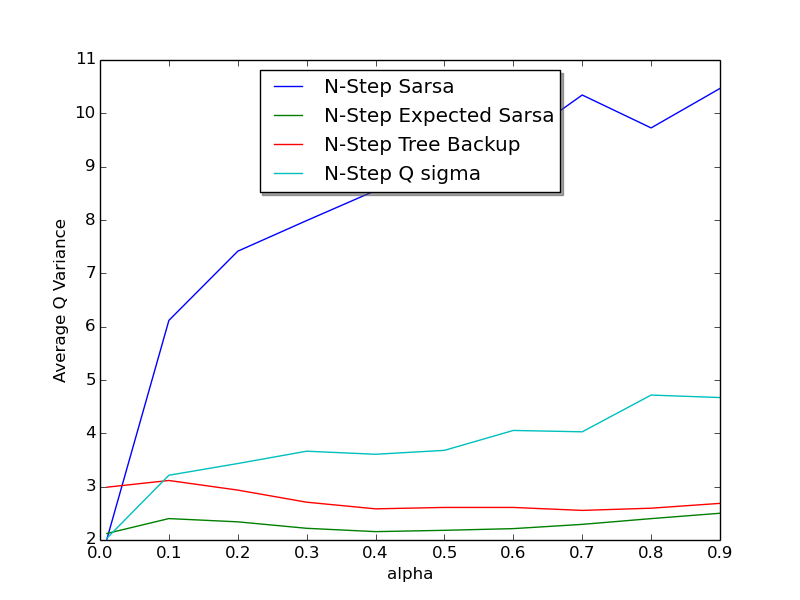 11
10
9
8
7
6
5
4
3
2
Average Q Variance
N-Step Sarsa
N-Step Expected Sarsa
N-Step Tree Backup
N-Step Q sigma
0.0 0.1 0.2 0.3 0.4 0.5 0.6 0.7 0.8 0.9
alpha